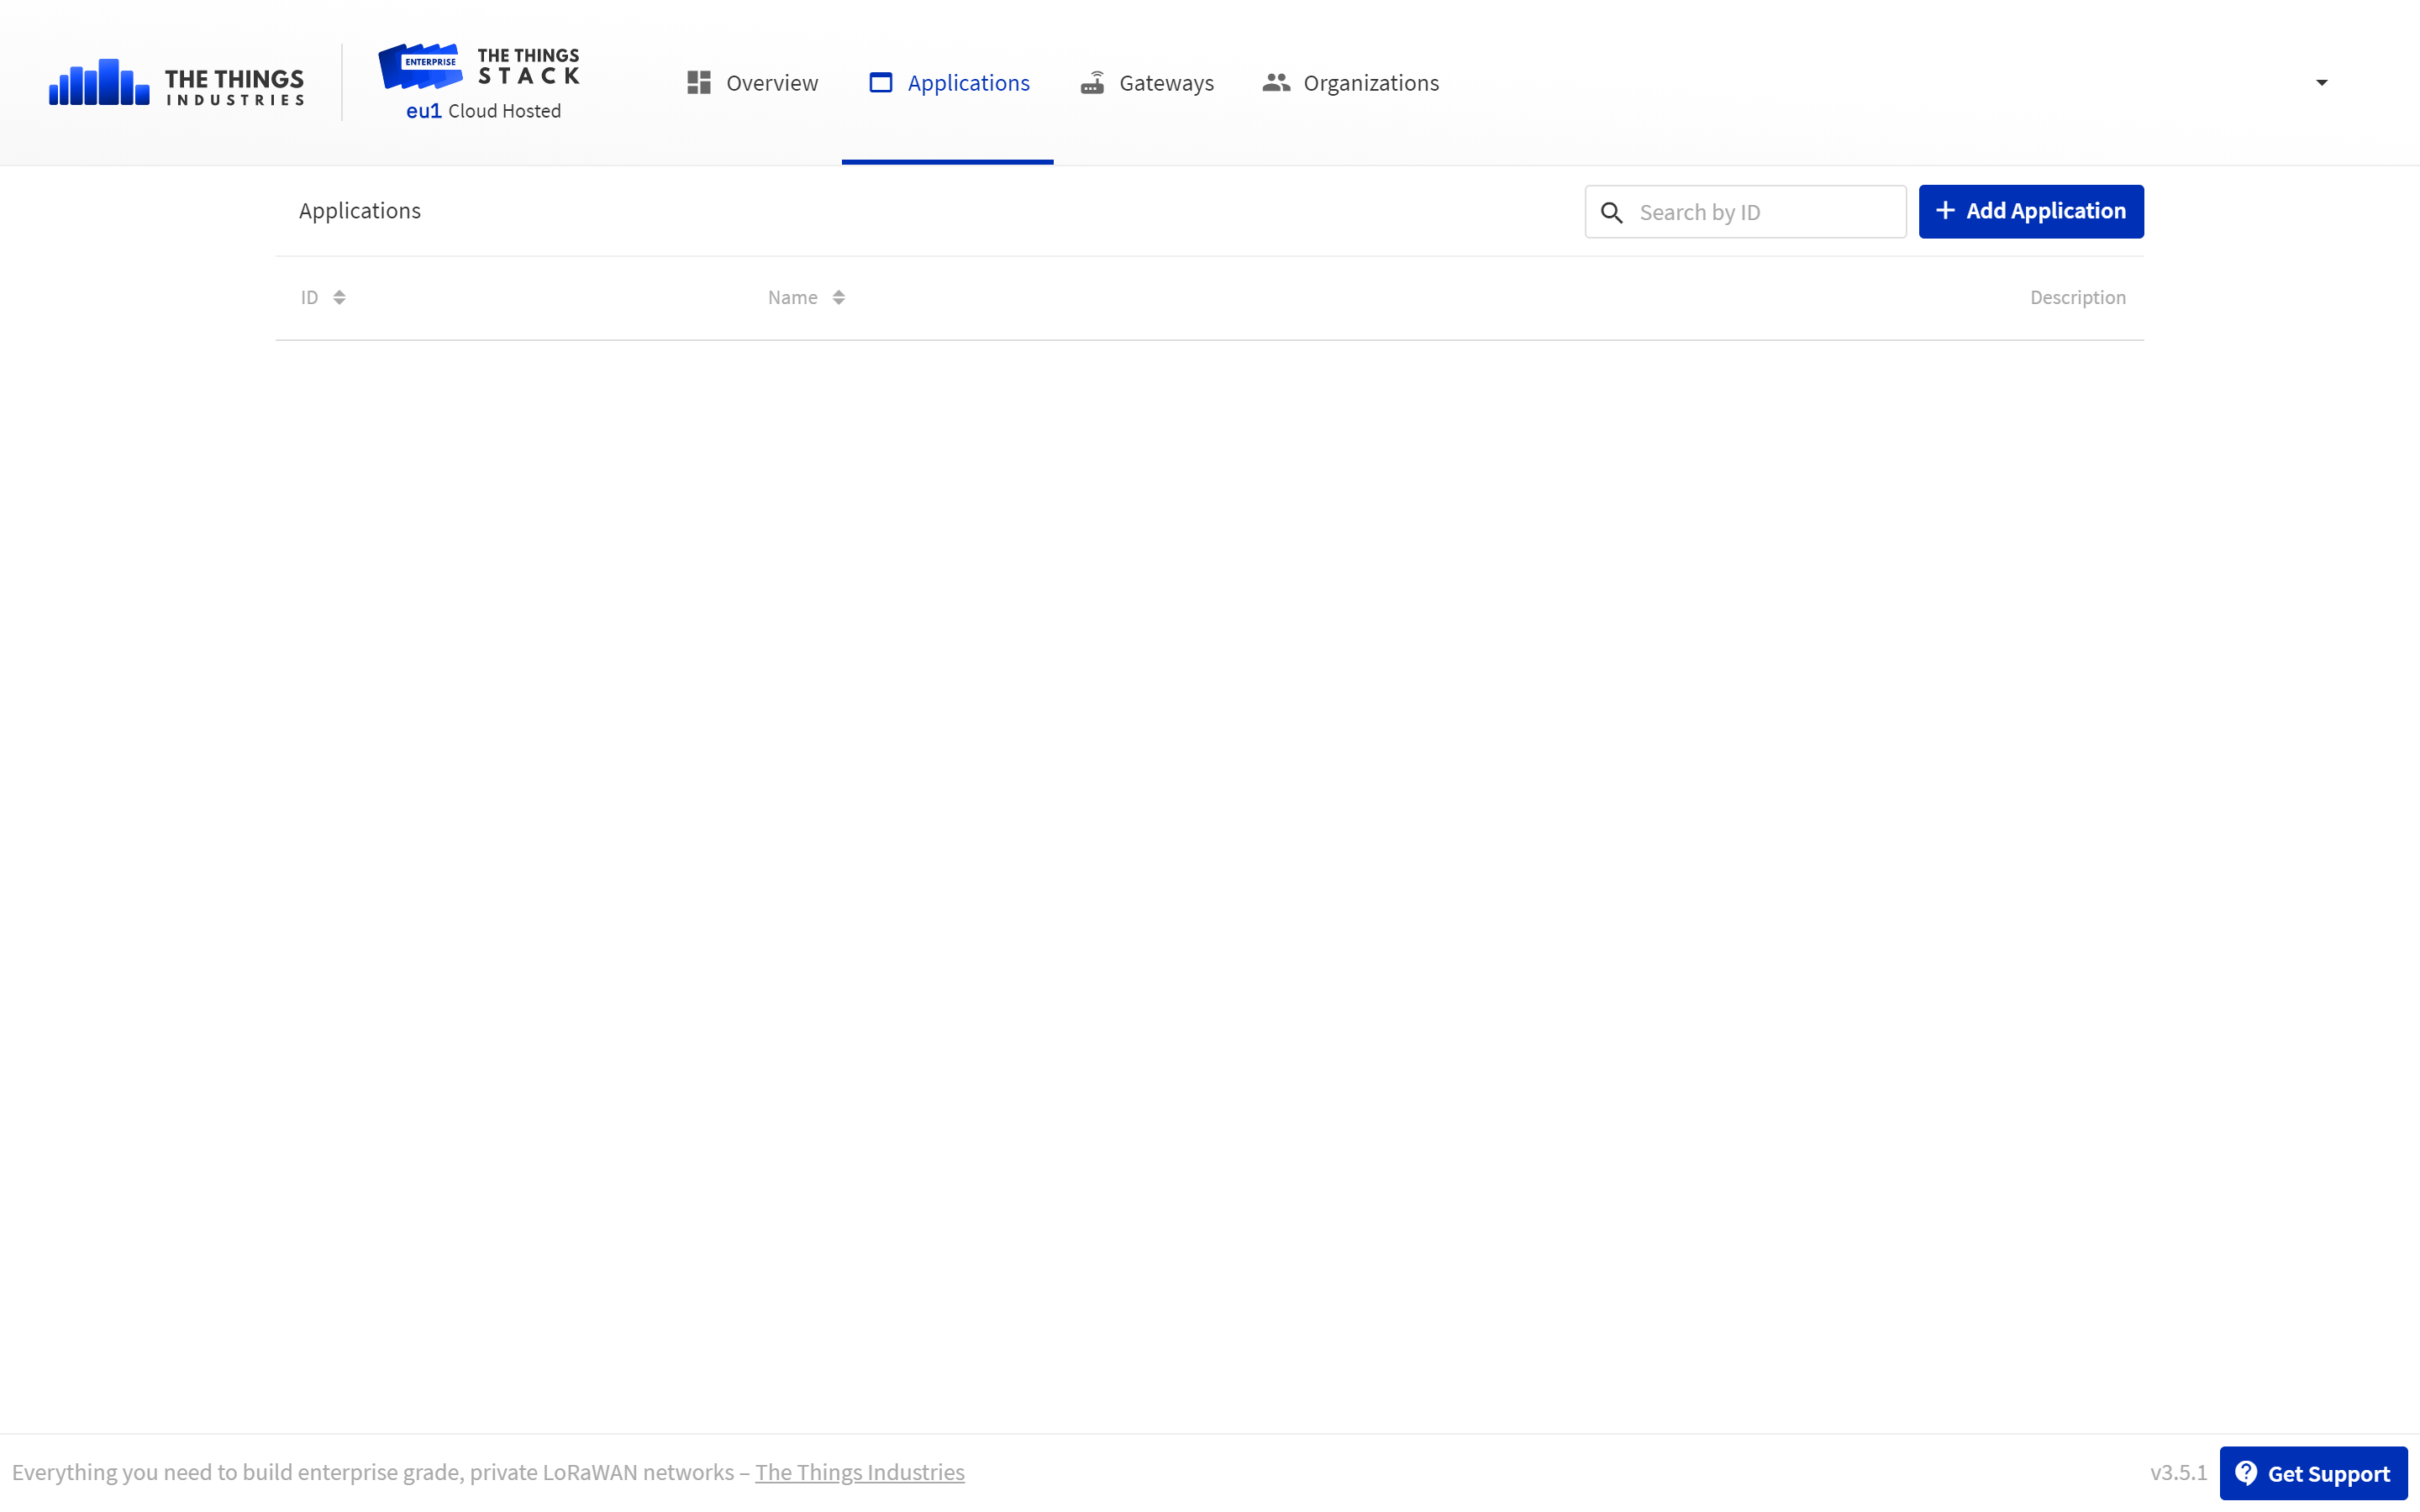 THE THINGS
INDUSTRIES
ENTERPRISE
THE THINGS
STACK
eu1 Cloud Hosted
Overview
Applications
Gateways
Organizations
Applications
Search by ID
Add Application
ID
Name
Description
Everything you need to build enterprise grade, private LoRaWAN networks – The Things Industries
v3.5.1
Get Support